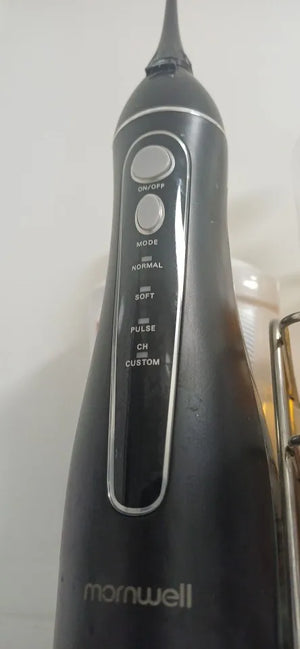 ON/OFF
MODE
NORMAL
SOFT
PULSE
CH
CUSTOM
mornwell